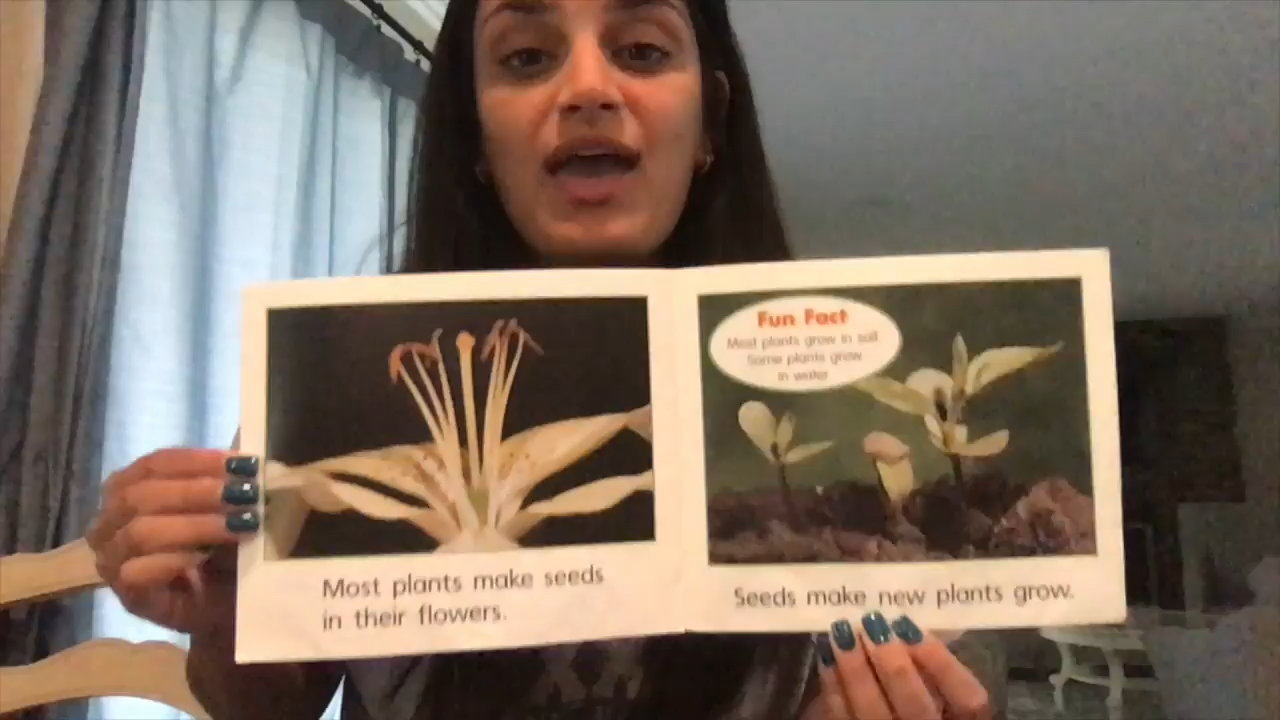 Most plants make seeds
in their flowers.
Fun Fact
Most plants grow in soil.
Some plants grow
in water.
Seeds make new plants grow.